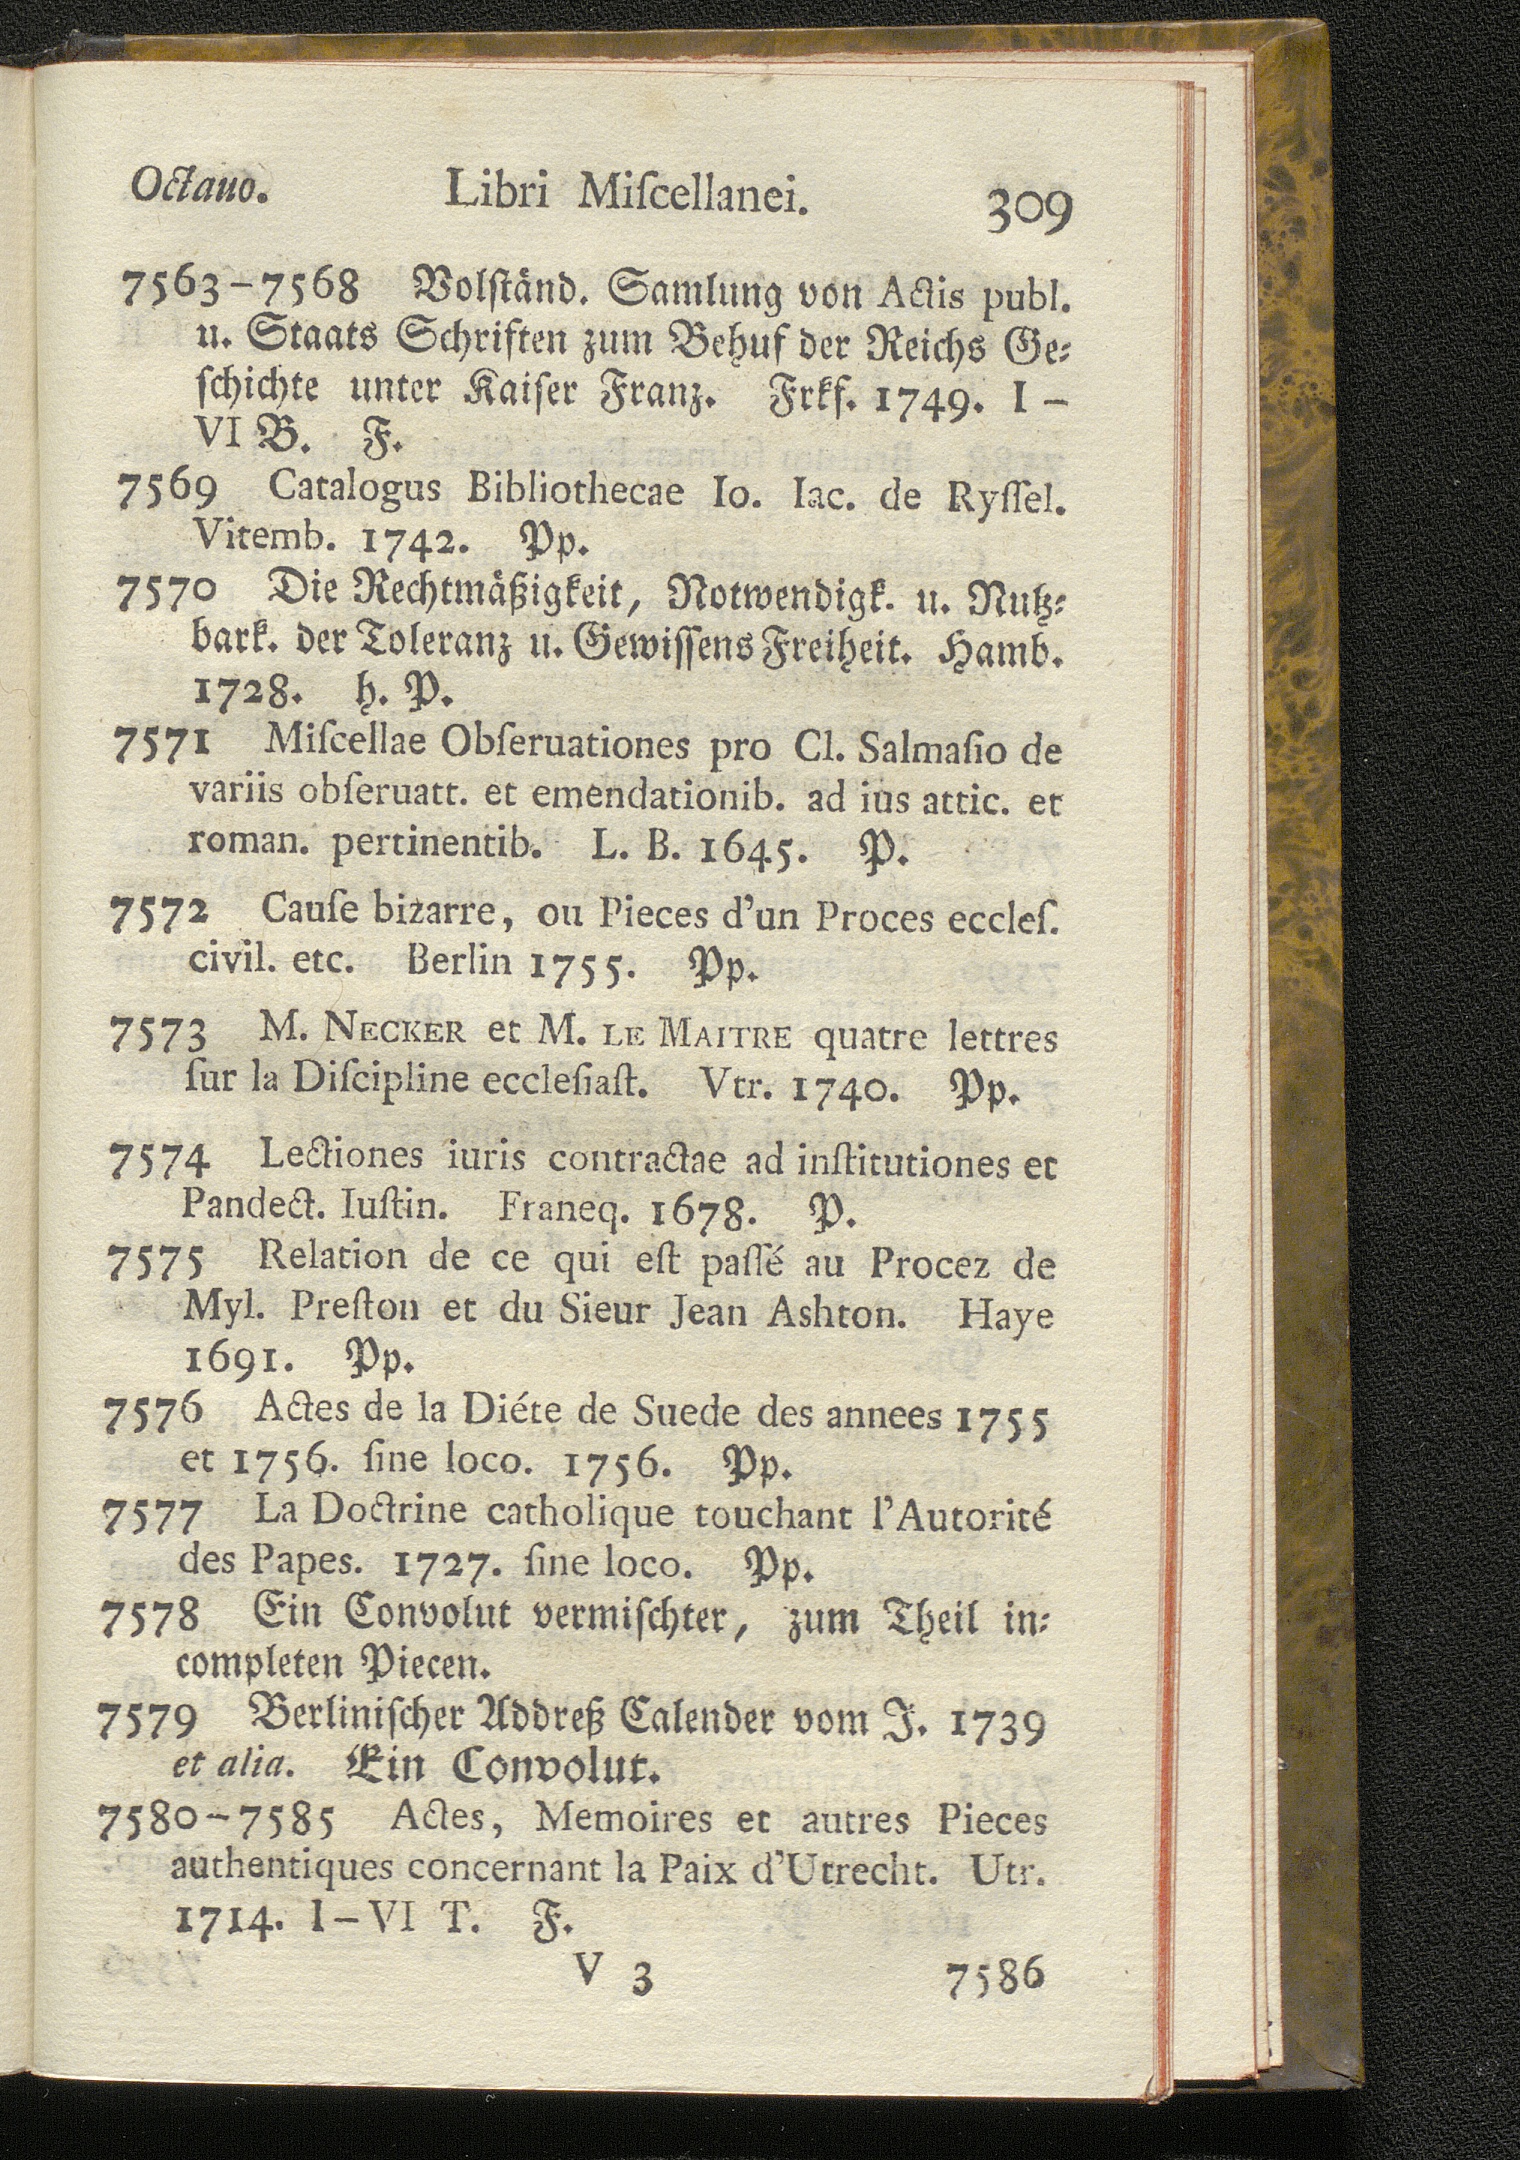 Octauo. Libri Miſcellanei. 309
7563–7568 Volſtänd. Samlung von Actis publ.
u. Staats Schriften zum Behuf der Reichs Ge⸗
ſchichte unter Kaiſer Franz. Frkf. 1749. I –
VI B. F.
7569 Catalogus Bibliothecae Io. Iac. de Ryſſel.
Vitemb. 1742. Pp.
7570 Die Rechtmäßigkeit, Notwendigk. u. Nutz⸗
bark. der Toleranz u. Gewiſſens Freiheit. Hamb.
1728. h. P.
7571 Miſcellae Obſeruationes pro Cl. Salmaſio de
variis obſeruatt. et emendationib. ad ius attic. et
roman. pertinentib. L. B. 1645. P.
7572 Cauſe bizarre, ou Pieces d'un Proces eccleſ.
civil. etc. Berlin 1755. Pp.
7573 M. NECKER et M. LE MAITRE quatre lettres
ſur la Diſcipline eccleſiaſt. Vtr. 1740. Pp.
7574 Lectiones iuris contractae ad inſtitutiones et
Pandect. Iuſtin. Franeq. 1678. P.
7575 Relation de ce qui eſt paſſé au Procez de
Myl. Preſton et du Sieur Jean Ashton. Haye
1691. Pp.
7576 Actes de la Diéte de Suede des annees 1755
et 1756. ſine loco. 1756. Pp.
7577 La Doctrine catholique touchant l'Autorité
des Papes. 1727. ſine loco. Pp.
7578 Ein Convolut vermiſchter, zum Theil in⸗
completen Piecen.
7579 Berliniſcher Addreß Calender vom J. 1739
et alia. Ein Convolut.
7580–7585 Actes, Memoires et autres Pieces
authentiques concernant la Paix d'Utrecht. Utr.
1714. I–VI T. F.
V 3 7586